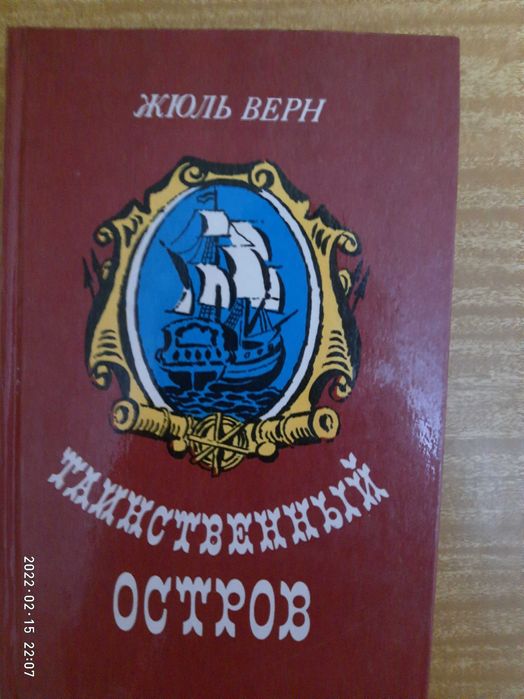 ЖЮЛЬ ВЕРН
ТАИНСТВЕННЫЙ
ОСТРОВ
2022·02·15 22:07